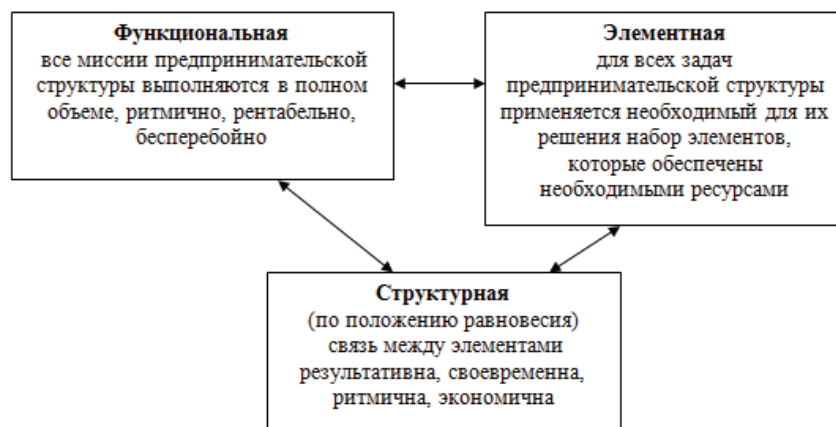 Функциональная
все миссии предпринимательской
структуры выполняются в полном
объеме, ритмично, рентабельно,
бесперебойно
Элементная
для всех задач
предпринимательской структуры
применяется необходимый для их
решения набор элементов,
которые обеспечены
необходимыми ресурсами
Структурная
(по положению равновесия)
связь между элементами
результативна, своевременна,
ритмична, экономична